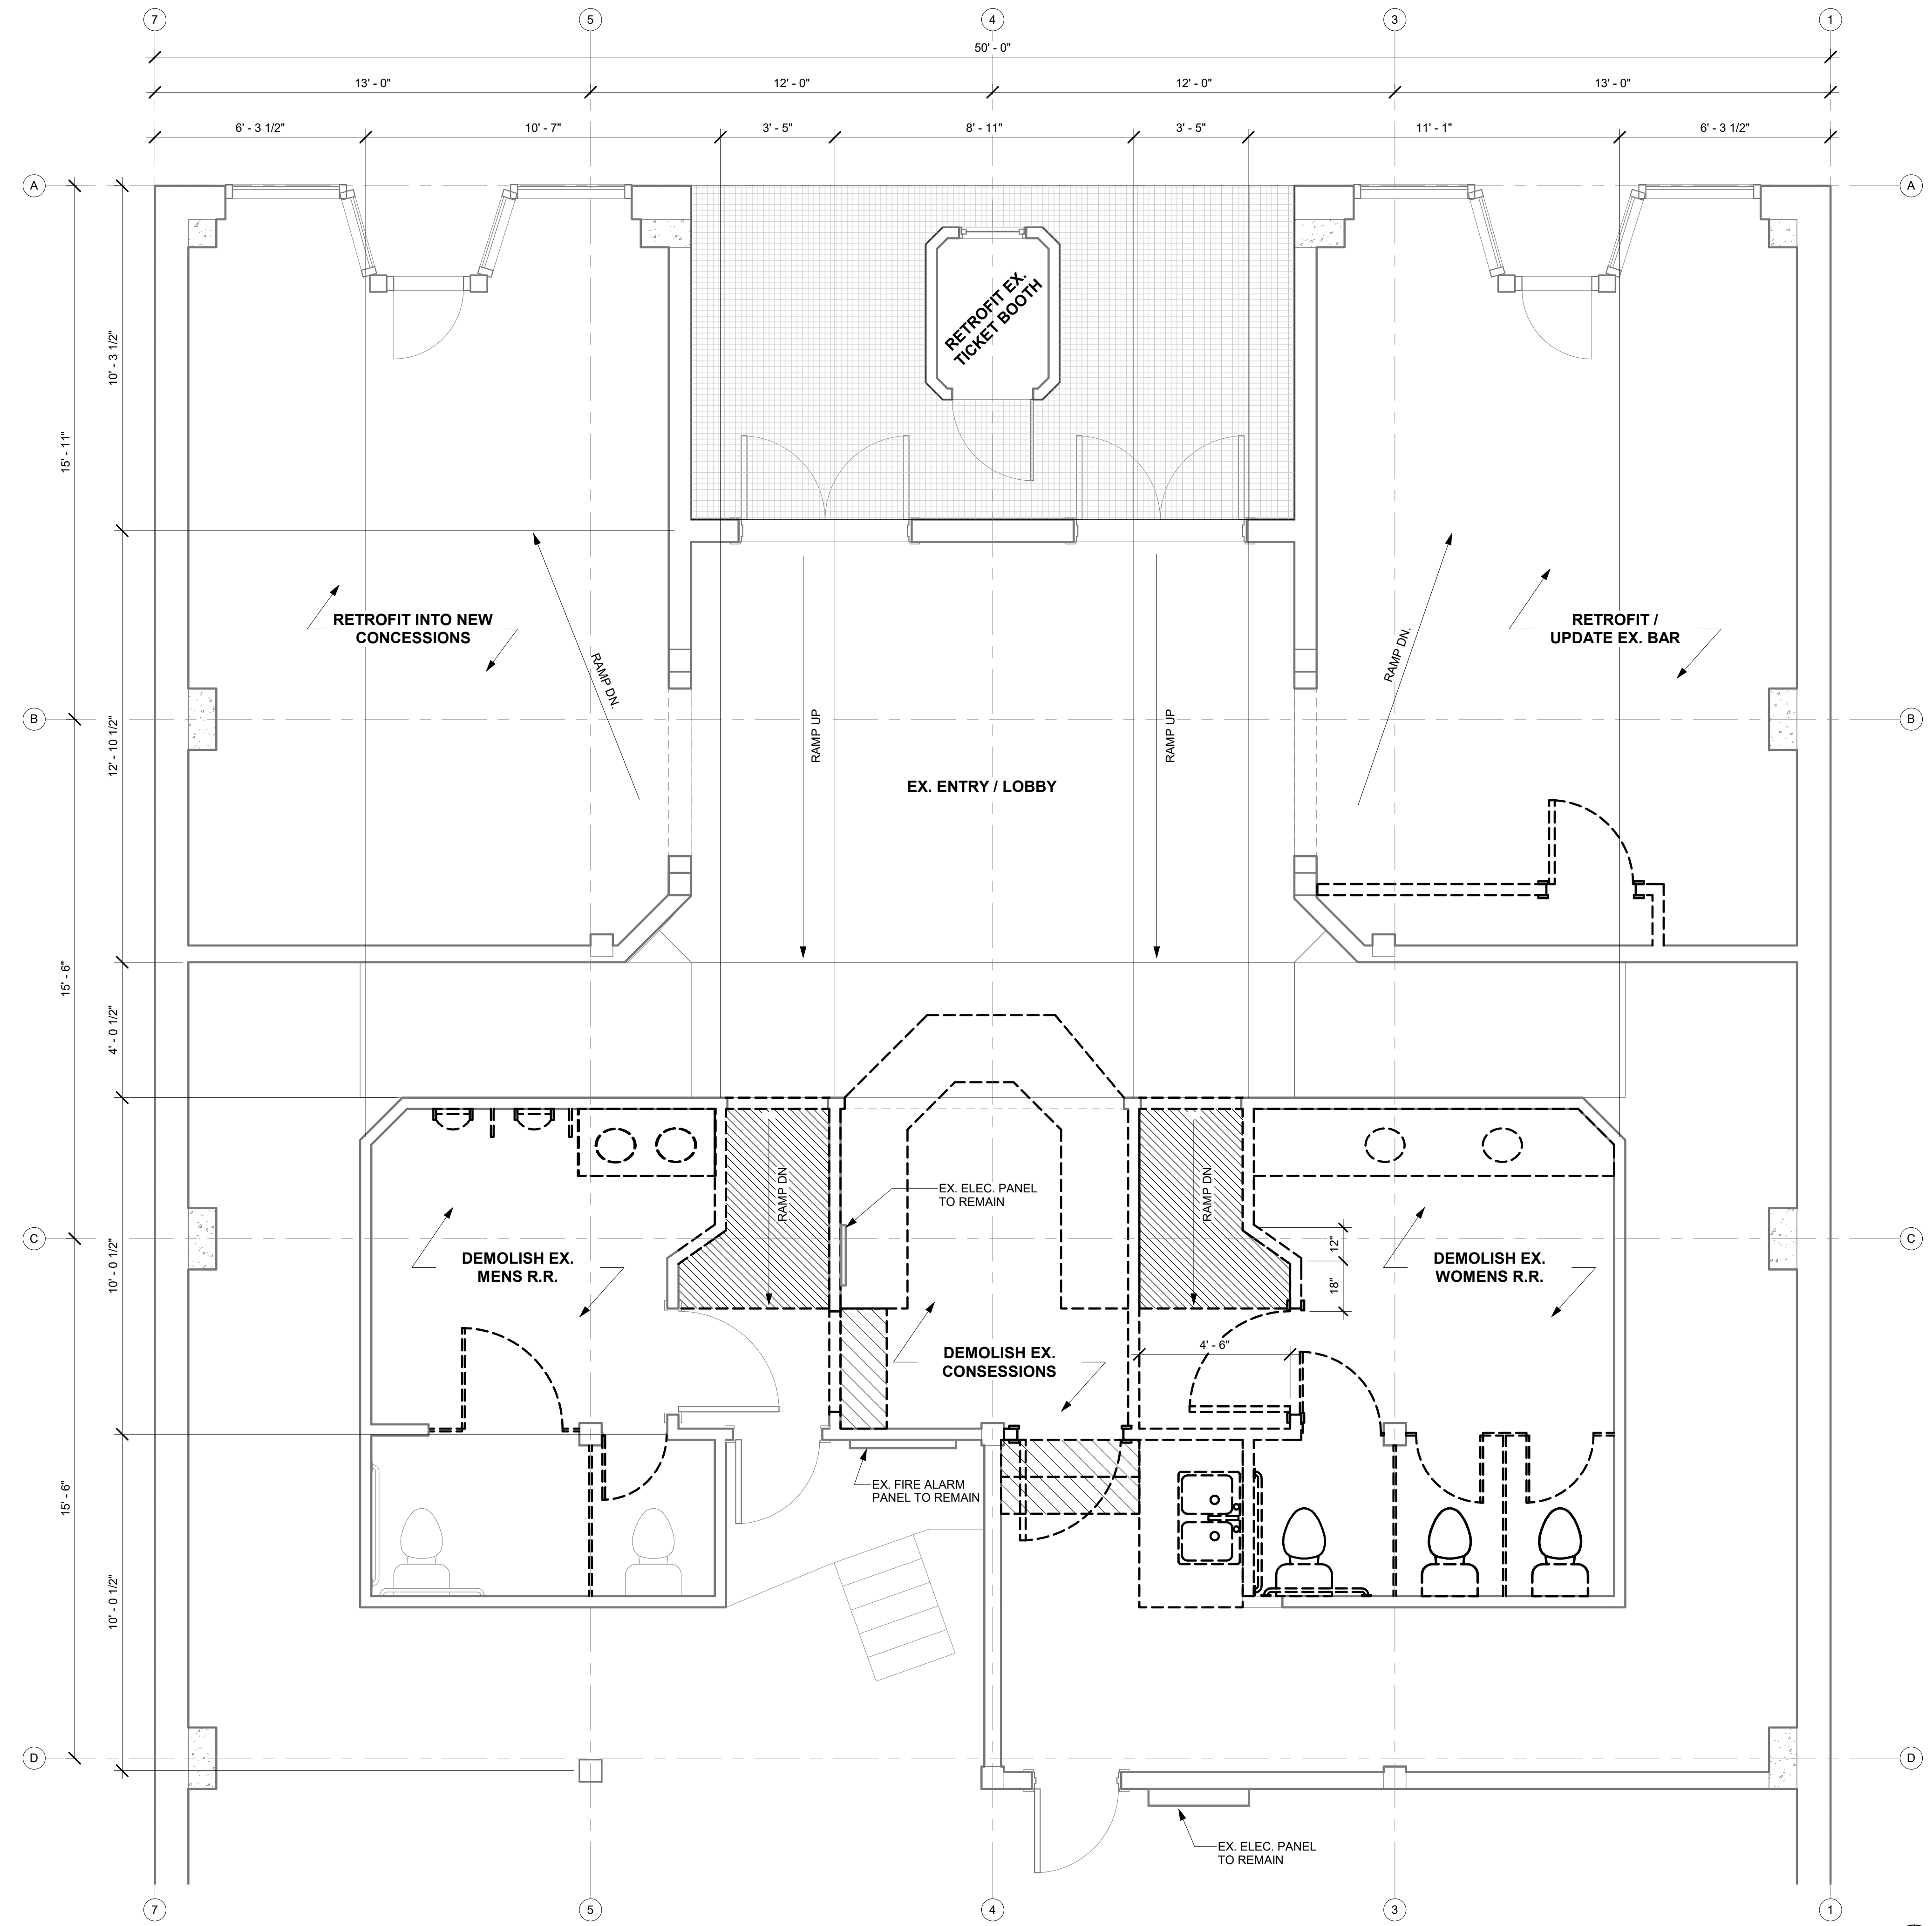 7
5
4
3
1
50' - 0"
13' - 0"
12' - 0"
12' - 0"
13' - 0"
6' - 3 1/2"
10' - 7"
3' - 5"
8' - 11"
3' - 5"
11' - 1"
6' - 3 1/2"
A
A
RETROFIT EX.
TICKET BOOTH
10' - 3 1/2"
15' - 11"
RETROFIT INTO NEW
CONCESSIONS
RETROFIT /
UPDATE EX. BAR
RAMP DN.
RAMP DN.
B
B
12' - 10 1/2"
RAMP UP
RAMP UP
EX. ENTRY / LOBBY
15' - 6"
4' - 0 1/2"
RAMP DN
RAMP DN
EX. ELEC. PANEL
TO REMAIN
C
C
10' - 0 1/2"
12"
18"
DEMOLISH EX.
MENS R.R.
DEMOLISH EX.
WOMENS R.R.
4' - 6"
DEMOLISH EX.
CONSESSIONS
EX. FIRE ALARM
PANEL TO REMAIN
15' - 6"
10' - 0 1/2"
D
D
EX. ELEC. PANEL
TO REMAIN
7
5
4
3
1